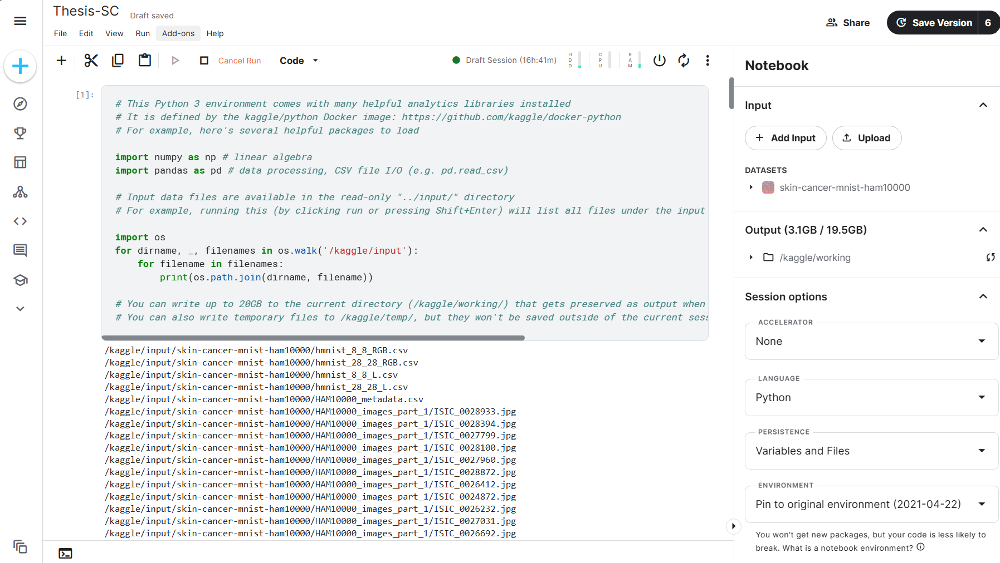 Thesis-SC
Draft saved
File Edit View Run Add-ons Help
Share
Save Version 6
Cancel Run
Code
Draft Session (16h:41m)
HDD
CPU
RAM
[1]:
# This Python 3 environment comes with many helpful analytics libraries installed
# It is defined by the kaggle/python Docker image: https://github.com/kaggle/docker-python
# For example, here's several helpful packages to load
import numpy as np # linear algebra
import pandas as pd # data processing, CSV file I/O (e.g. pd.read_csv)
# Input data files are available in the read-only "../input/" directory
# For example, running this (by clicking run or pressing Shift+Enter) will list all files under the input
import os
for dirname, _, filenames in os.walk('/kaggle/input'):
    for filename in filenames:
        print(os.path.join(dirname, filename))
# You can write up to 20GB to the current directory (/kaggle/working/) that gets preserved as output when
# You can also write temporary files to /kaggle/temp/, but they won't be saved outside of the current sess
/kaggle/input/skin-cancer-mnist-ham10000/hmnist_8_8_RGB.csv
/kaggle/input/skin-cancer-mnist-ham10000/hmnist_28_28_RGB.csv
/kaggle/input/skin-cancer-mnist-ham10000/hmnist_8_8_L.csv
/kaggle/input/skin-cancer-mnist-ham10000/hmnist_28_28_L.csv
/kaggle/input/skin-cancer-mnist-ham10000/HAM10000_metadata.csv
/kaggle/input/skin-cancer-mnist-ham10000/HAM10000_images_part_1/ISIC_0028933.jpg
/kaggle/input/skin-cancer-mnist-ham10000/HAM10000_images_part_1/ISIC_0028394.jpg
/kaggle/input/skin-cancer-mnist-ham10000/HAM10000_images_part_1/ISIC_0027799.jpg
/kaggle/input/skin-cancer-mnist-ham10000/HAM10000_images_part_1/ISIC_0028100.jpg
/kaggle/input/skin-cancer-mnist-ham10000/HAM10000_images_part_1/ISIC_0027960.jpg
/kaggle/input/skin-cancer-mnist-ham10000/HAM10000_images_part_1/ISIC_0028872.jpg
/kaggle/input/skin-cancer-mnist-ham10000/HAM10000_images_part_1/ISIC_0026412.jpg
/kaggle/input/skin-cancer-mnist-ham10000/HAM10000_images_part_1/ISIC_0024872.jpg
/kaggle/input/skin-cancer-mnist-ham10000/HAM10000_images_part_1/ISIC_0026232.jpg
/kaggle/input/skin-cancer-mnist-ham10000/HAM10000_images_part_1/ISIC_0027031.jpg
/kaggle/input/skin-cancer-mnist-ham10000/HAM10000_images_part_1/ISIC_0026692.jpg
Notebook
Input
Add Input
Upload
DATASETS
skin-cancer-mnist-ham10000
Output (3.1GB / 19.5GB)
/kaggle/working
Session options
ACCELERATOR
None
LANGUAGE
Python
PERSISTENCE
Variables and Files
ENVIRONMENT
Pin to original environment (2021-04-22)
You won't get new packages, but your code is less likely to
break. What is a notebook environment?